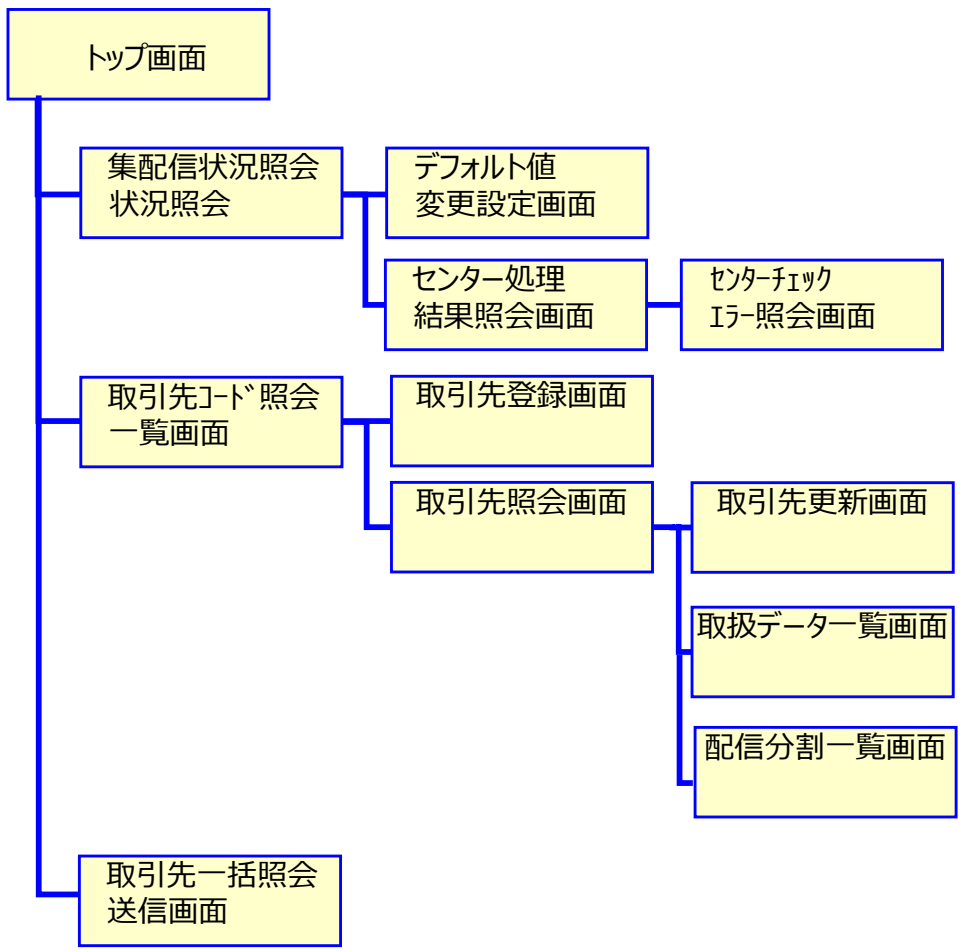 トップ画面
集配信状況照会
状況照会
デフォルト値
変更設定画面
センター処理
結果照会画面
ｾﾝﾀｰﾁｪｯｸ
ｴﾗｰ照会画面
取引先ｺｰﾄﾞ照会
一覧画面
取引先登録画面
取引先照会画面
取引先更新画面
取扱データ一覧画面
配信分割一覧画面
取引先一括照会
送信画面